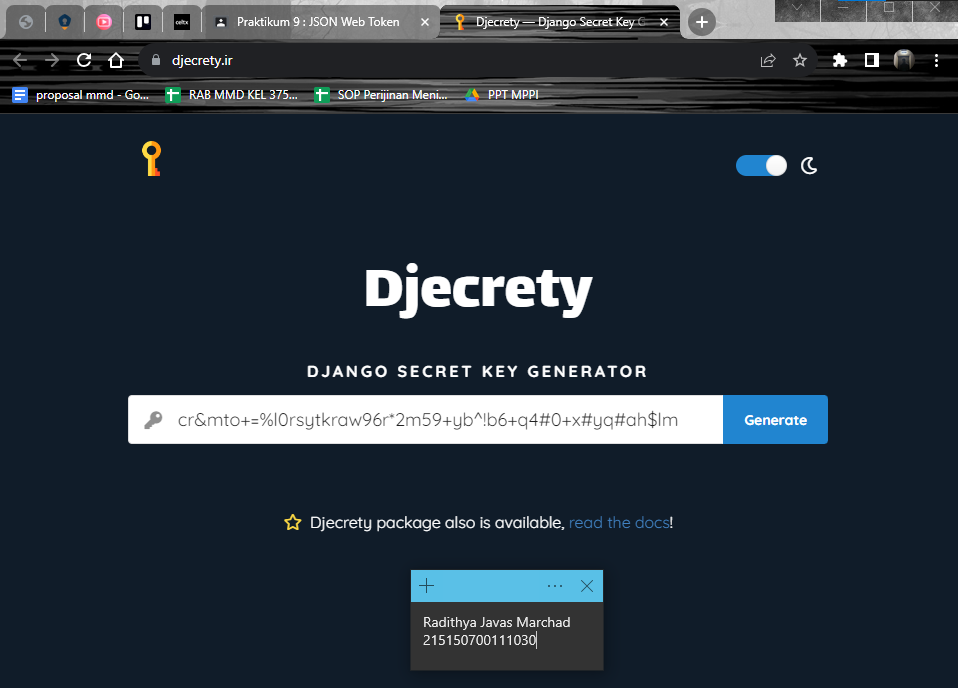 celtx
Praktikum 9 : JSON Web Token
Djecrety — Django Secret Key G
djecrety.ir
proposal mmd - Go...
RAB MMD KEL 375...
SOP Perijinan Meni...
PPT MPPI
Djecrety
DJANGO SECRET KEY GENERATOR
cr&mto+=%l0rsytkraw96r*2m59+yb^!b6+q4#0+x#yq#ah$lm
Generate
Djecrety package also is available, read the docs!
Radithya Javas Marchad
215150700111030